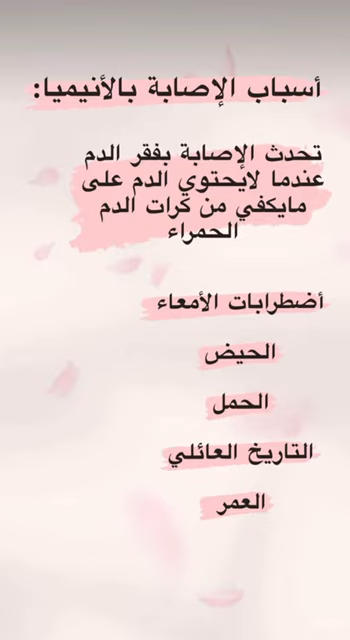 أسباب الإصابة بالأنيميا:
تحدث الإصابة بفقر الدم
عندما لايحتوي الدم على
مايكفي من كرات الدم
الحمراء
أضطرابات الأمعاء
الحيض
الحمل
التاريخ العائلي
العمر